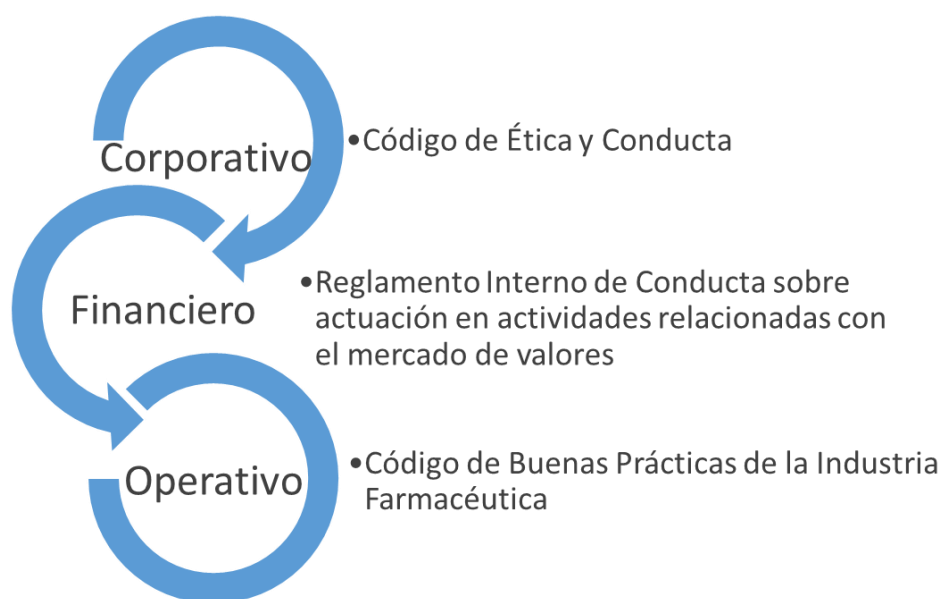 Corporativo
•Código de Ética y Conducta
Financiero
•Reglamento Interno de Conducta sobre
actuación en actividades relacionadas con
el mercado de valores
Operativo
•Código de Buenas Prácticas de la Industria
Farmacéutica